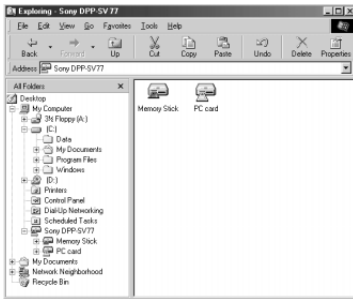 Exploring - Sony DPP-SV77
File Edit View Go Favorites Tools Help
Back Forward Up Cut Copy Paste Undo Delete Properties
Address Sony DPP-SV77
All Folders
Desktop
My Computer
3½ Floppy (A:)
(C:)
Data
My Documents
Program Files
Windows
(D:)
Printers
Control Panel
Dial-Up Networking
Scheduled Tasks
Sony DPP-SV77
Memory Stick
PC card
My Documents
Network Neighborhood
Recycle Bin
Memory Stick PC card